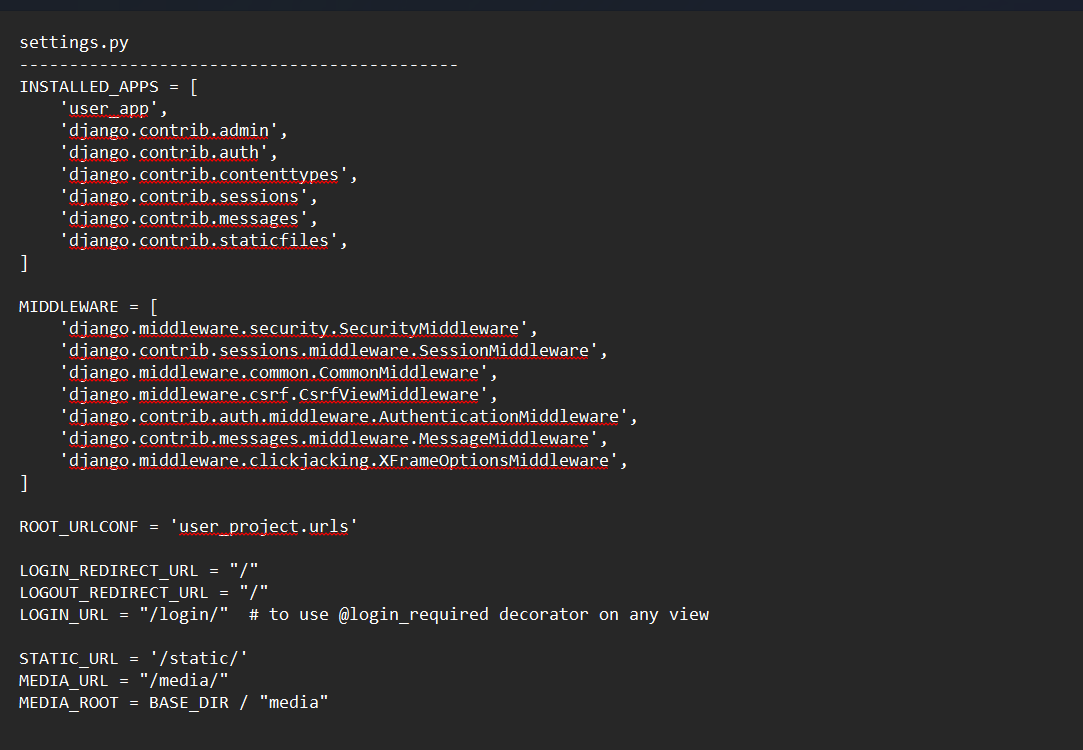 settings.py
--------------------------------------------
INSTALLED_APPS = [
    'user_app',
    'django.contrib.admin',
    'django.contrib.auth',
    'django.contrib.contenttypes',
    'django.contrib.sessions',
    'django.contrib.messages',
    'django.contrib.staticfiles',
]

MIDDLEWARE = [
    'django.middleware.security.SecurityMiddleware',
    'django.contrib.sessions.middleware.SessionMiddleware',
    'django.middleware.common.CommonMiddleware',
    'django.middleware.csrf.CsrfViewMiddleware',
    'django.contrib.auth.middleware.AuthenticationMiddleware',
    'django.contrib.messages.middleware.MessageMiddleware',
    'django.middleware.clickjacking.XFrameOptionsMiddleware',
]

ROOT_URLCONF = 'user_project.urls'

LOGIN_REDIRECT_URL = "/"
LOGOUT_REDIRECT_URL = "/"
LOGIN_URL = "/login/"  # to use @login_required decorator on any view

STATIC_URL = '/static/'
MEDIA_URL = "/media/"
MEDIA_ROOT = BASE_DIR / "media"